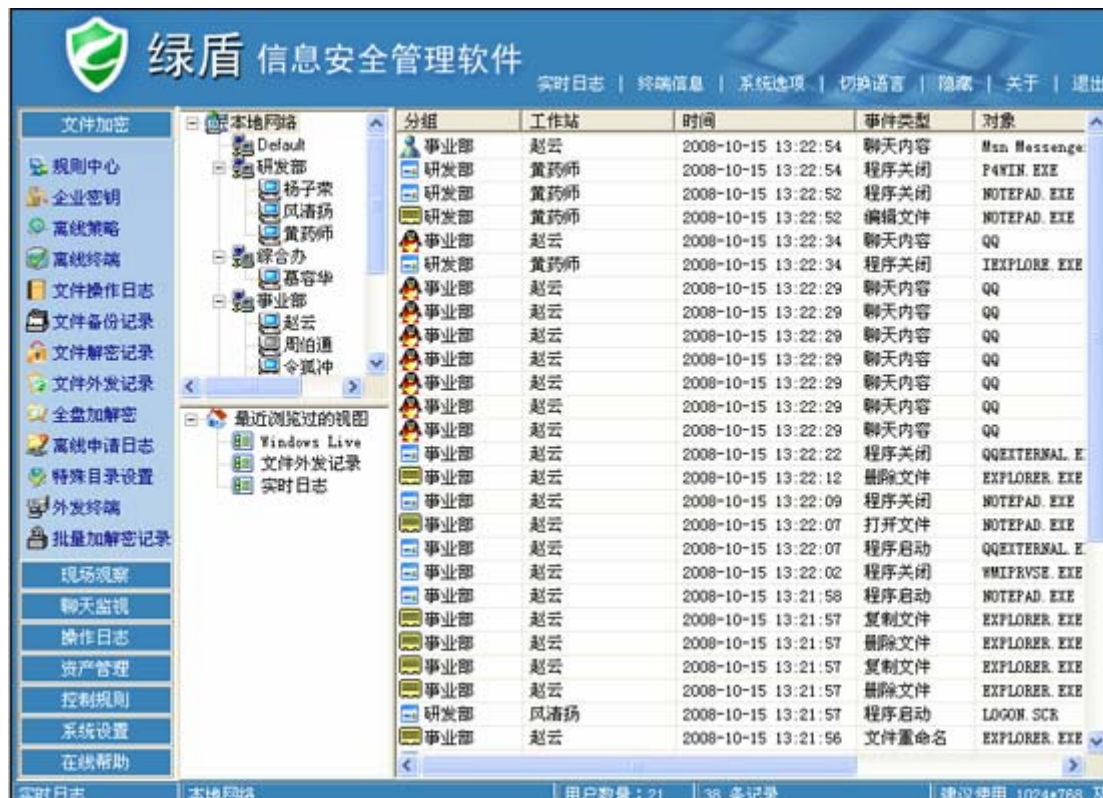 绿盾 信息安全管理软件
实时日志 | 终端信息 | 系统选项 | 切换语言 | 隐藏 | 关于 | 退出
文件加密
规则中心
企业密钥
离线策略
离线终端
文件操作日志
文件备份记录
文件解密记录
文件外发记录
全盘加解密
离线申请日志
特殊目录设置
外发终端
批量加解密记录
现场观察
聊天监视
操作日志
资产管理
控制规则
系统设置
在线帮助
本地网络
Default
研发部
杨子荣
风清扬
黄药师
综合办
慕容华
事业部
赵云
周伯通
令狐冲
最近浏览过的视图
Windows Live
文件外发记录
实时日志
分组 工作站 时间 事件类型 对象
事业部 赵云 2008-10-15 13:22:54 聊天内容 Msn Messenge
研发部 黄药师 2008-10-15 13:22:54 程序关闭 P4WIN.EXE
研发部 黄药师 2008-10-15 13:22:52 程序关闭 NOTEPAD.EXE
研发部 黄药师 2008-10-15 13:22:52 编辑文件 NOTEPAD.EXE
事业部 赵云 2008-10-15 13:22:34 聊天内容 QQ
研发部 黄药师 2008-10-15 13:22:34 程序关闭 IEXPLORE.EXE
事业部 赵云 2008-10-15 13:22:29 聊天内容 QQ
事业部 赵云 2008-10-15 13:22:29 聊天内容 QQ
事业部 赵云 2008-10-15 13:22:29 聊天内容 QQ
事业部 赵云 2008-10-15 13:22:29 聊天内容 QQ
事业部 赵云 2008-10-15 13:22:29 聊天内容 QQ
事业部 赵云 2008-10-15 13:22:29 聊天内容 QQ
事业部 赵云 2008-10-15 13:22:29 聊天内容 QQ
事业部 赵云 2008-10-15 13:22:22 程序关闭 QQEXTERNAL.E
事业部 赵云 2008-10-15 13:22:12 删除文件 EXPLORER.EXE
事业部 赵云 2008-10-15 13:22:09 程序关闭 NOTEPAD.EXE
事业部 赵云 2008-10-15 13:22:07 打开文件 NOTEPAD.EXE
事业部 赵云 2008-10-15 13:22:07 程序启动 QQEXTERNAL.E
事业部 赵云 2008-10-15 13:22:02 程序关闭 WMIPRVSE.EXE
事业部 赵云 2008-10-15 13:21:58 程序启动 NOTEPAD.EXE
事业部 赵云 2008-10-15 13:21:57 复制文件 EXPLORER.EXE
事业部 赵云 2008-10-15 13:21:57 删除文件 EXPLORER.EXE
事业部 赵云 2008-10-15 13:21:57 复制文件 EXPLORER.EXE
事业部 赵云 2008-10-15 13:21:57 删除文件 EXPLORER.EXE
研发部 风清扬 2008-10-15 13:21:57 程序启动 LOGON.SCR
事业部 赵云 2008-10-15 13:21:56 文件重命名 EXPLORER.EXE
实时日志 本地网络 用户数量：21 38 条记录 建议使用 1024*768